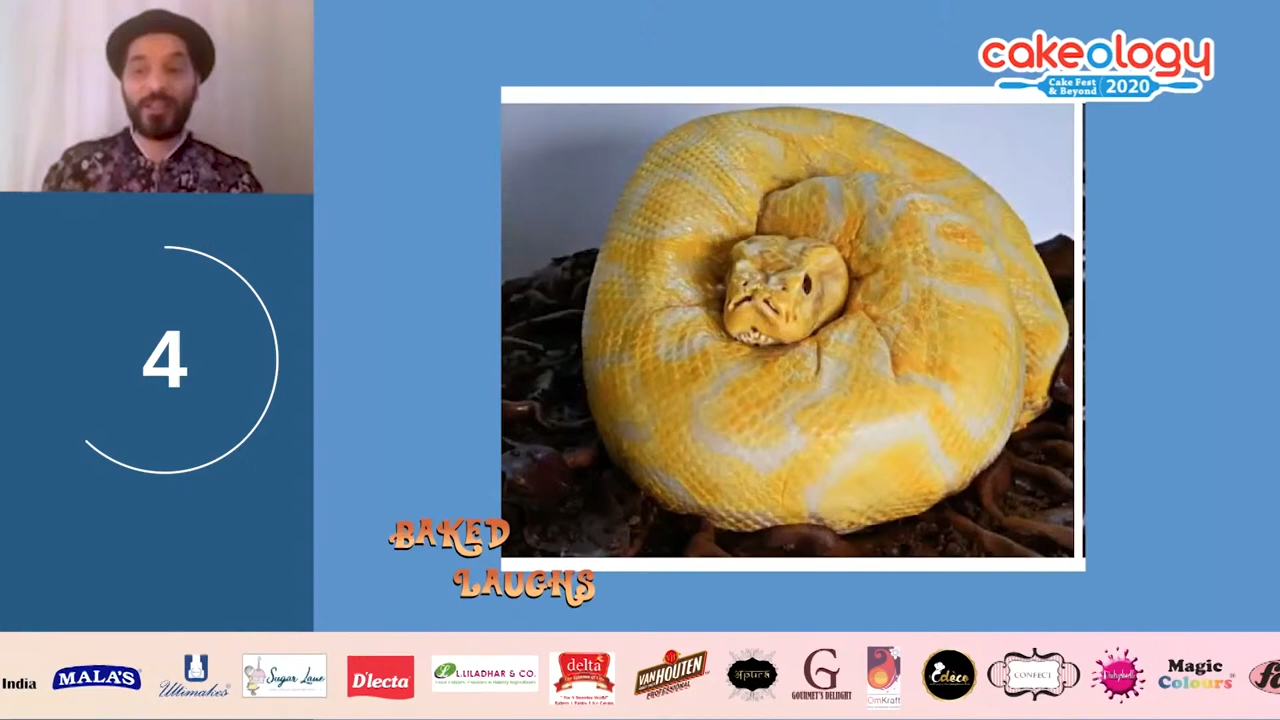 cakeology
Cake Fest
& Beyond
2020
4
BAKED
LAUGHS
India
MALA'S
Ultimakes
Sugar Lane
D'lecta
L.LILADHAR & CO.
delta
VAN HOUTEN
PROFESSIONAL
Edéco
CONFECT
G
GOURMET'S DELIGHT
OmKraft
Magic
Colours